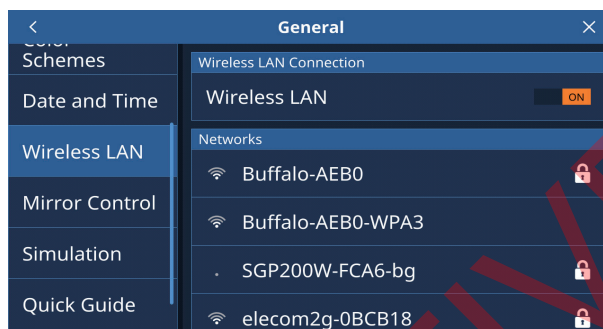 General
Color
Schemes
Date and Time
Wireless LAN
Mirror Control
Simulation
Quick Guide
Wireless LAN Connection
Wireless LAN
ON
Networks
Buffalo-AEB0
Buffalo-AEB0-WPA3
SGP200W-FCA6-bg
elecom2g-0BCB18